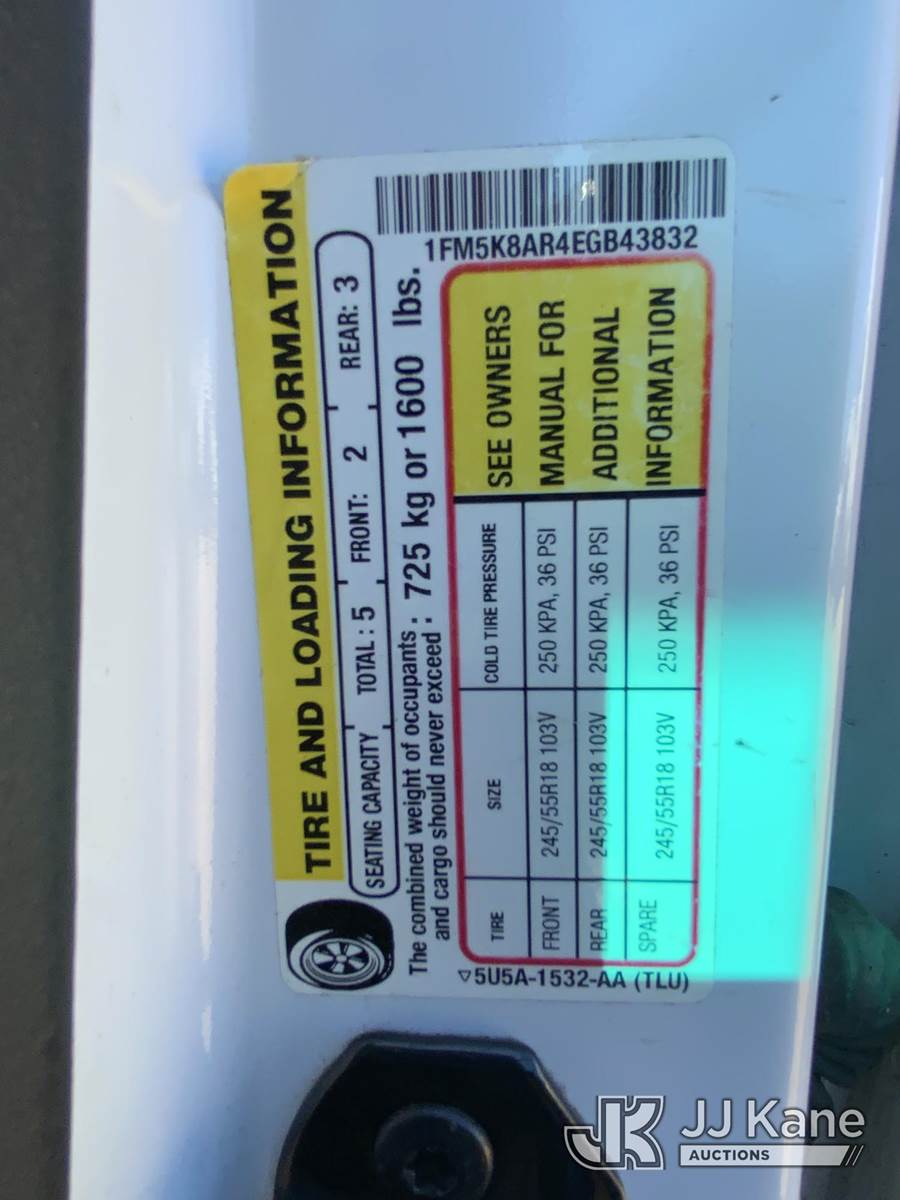 TIRE AND LOADING INFORMATION
SEATING CAPACITY TOTAL : 5 FRONT: 2 REAR: 3
The combined weight of occupants : 725 kg or 1600 lbs.
and cargo should never exceed :
1FM5K8AR4EGB43832
TIRE SIZE COLD TIRE PRESSURE
FRONT 245/55R18 103V 250 KPA, 36 PSI
REAR 245/55R18 103V 250 KPA, 36 PSI
SPARE 245/55R18 103V 250 KPA, 36 PSI
SEE OWNERS
MANUAL FOR
ADDITIONAL
INFORMATION
▽5U5A-1532-AA (TLU)
JK JJ Kane
AUCTIONS